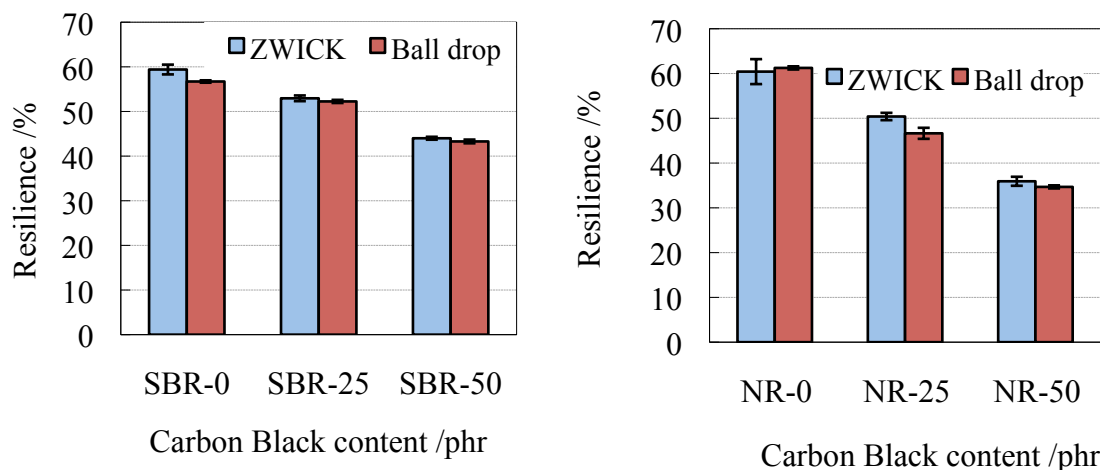 Resilience /%
70
60
50
40
30
20
10
0
ZWICK Ball drop
SBR-0 SBR-25 SBR-50
Carbon Black content /phr
Resilience /%
70
60
50
40
30
20
10
0
ZWICK Ball drop
NR-0 NR-25 NR-50
Carbon Black content /phr